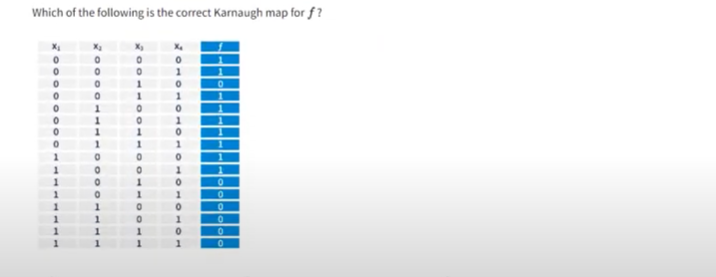 Which of the following is the correct Karnaugh map for f ?
X₁ X₂ X₃ X₄ f
0 0 0 0 1
0 0 0 1 1
0 0 1 0 0
0 0 1 1 1
0 1 0 0 1
0 1 0 1 1
0 1 1 0 1
0 1 1 1 1
1 0 0 0 1
1 0 0 1 1
1 0 1 0 0
1 0 1 1 0
1 1 0 0 0
1 1 0 1 0
1 1 1 0 0
1 1 1 1 0